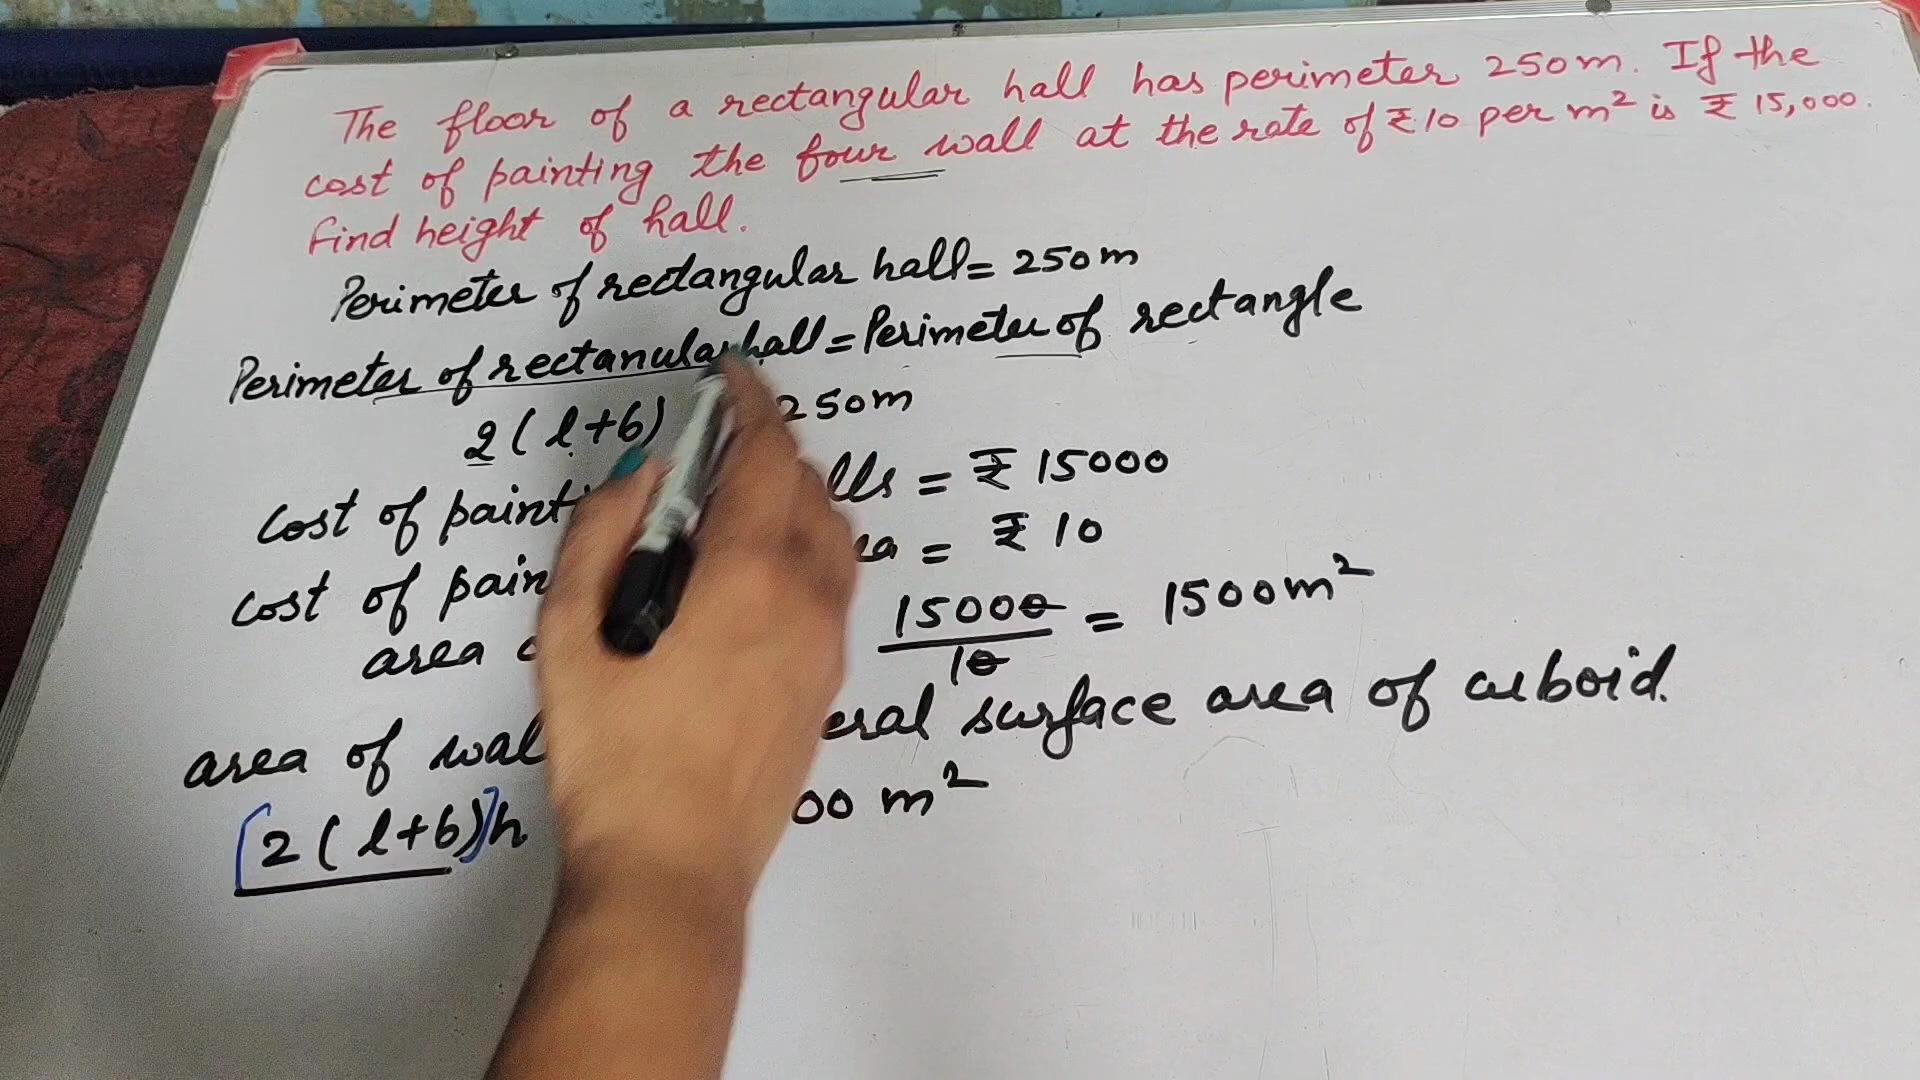 The floor of a rectangular hall has perimeter 250m. If the
cost of painting the four wall at the rate of ₹10 per m² is ₹15,000.
find height of hall.
Perimeter of rectangular hall = 250m
Perimeter of rectanular hall = Perimeter of rectangle
2(l+b) 250m
cost of painti lls = ₹15000
cost of pain ea = ₹10
area 15000/10 = 1500m²
area of wal eral surface area of cuboid.
[2(l+b)]h 00 m²